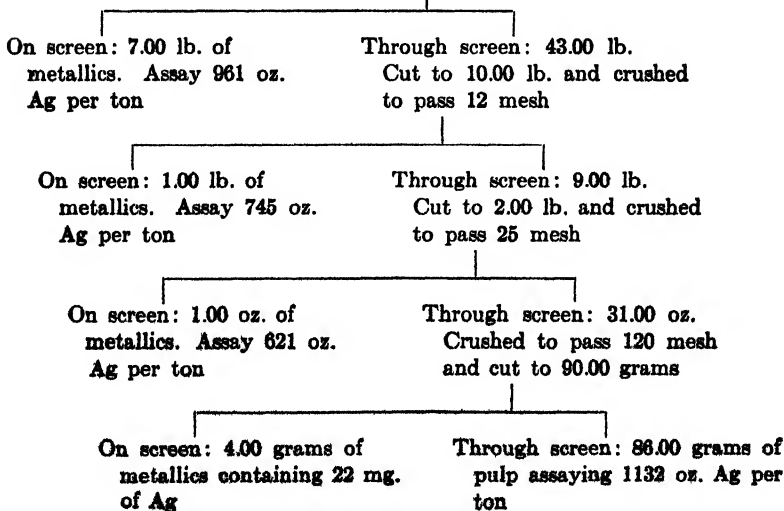 On screen: 7.00 lb. of
metallics. Assay 961 oz.
Ag per ton
Through screen: 43.00 lb.
Cut to 10.00 lb. and crushed
to pass 12 mesh
On screen: 1.00 lb. of
metallics. Assay 745 oz.
Ag per ton
Through screen: 9.00 lb.
Cut to 2.00 lb. and crushed
to pass 25 mesh
On screen: 1.00 oz. of
metallics. Assay 621 oz.
Ag per ton
Through screen: 31.00 oz.
Crushed to pass 120 mesh
and cut to 90.00 grams
On screen: 4.00 grams of
metallics containing 22 mg.
of Ag
Through screen: 86.00 grams of
pulp assaying 1132 oz. Ag per
ton